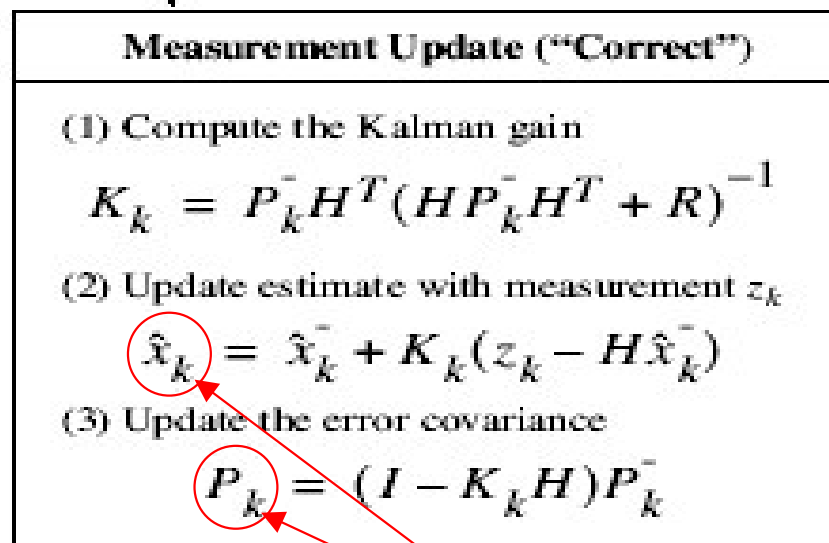 Measurement Update (“Correct”)
(1) Compute the Kalman gain
K_k = P_k^- H^T (H P_k^- H^T + R)^{-1}
(2) Update estimate with measurement z_k
x̂_k = x̂_k^- + K_k (z_k - H x̂_k^-)
(3) Update the error covariance
P_k = (I - K_k H) P_k^-